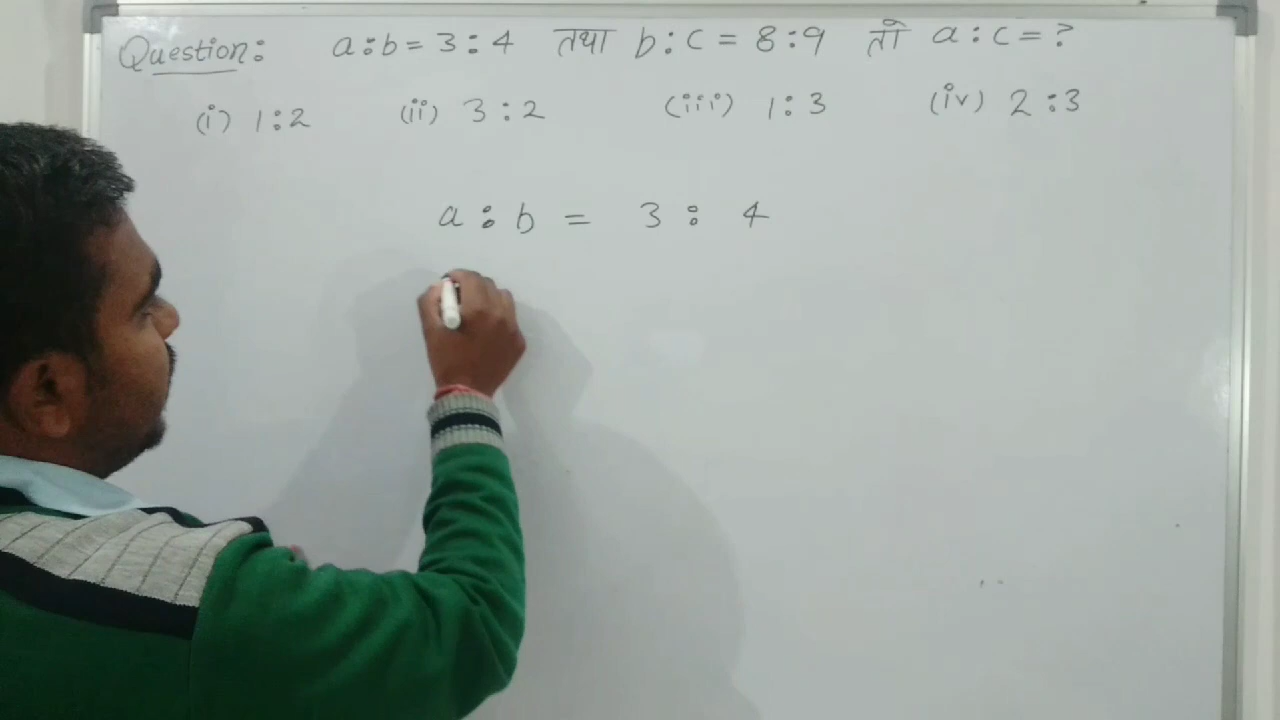 Question: a:b = 3:4 तथा b:c = 8:9 तो a:c = ?
(i) 1:2 (ii) 3:2 (iii) 1:3 (iv) 2:3
a:b = 3:4